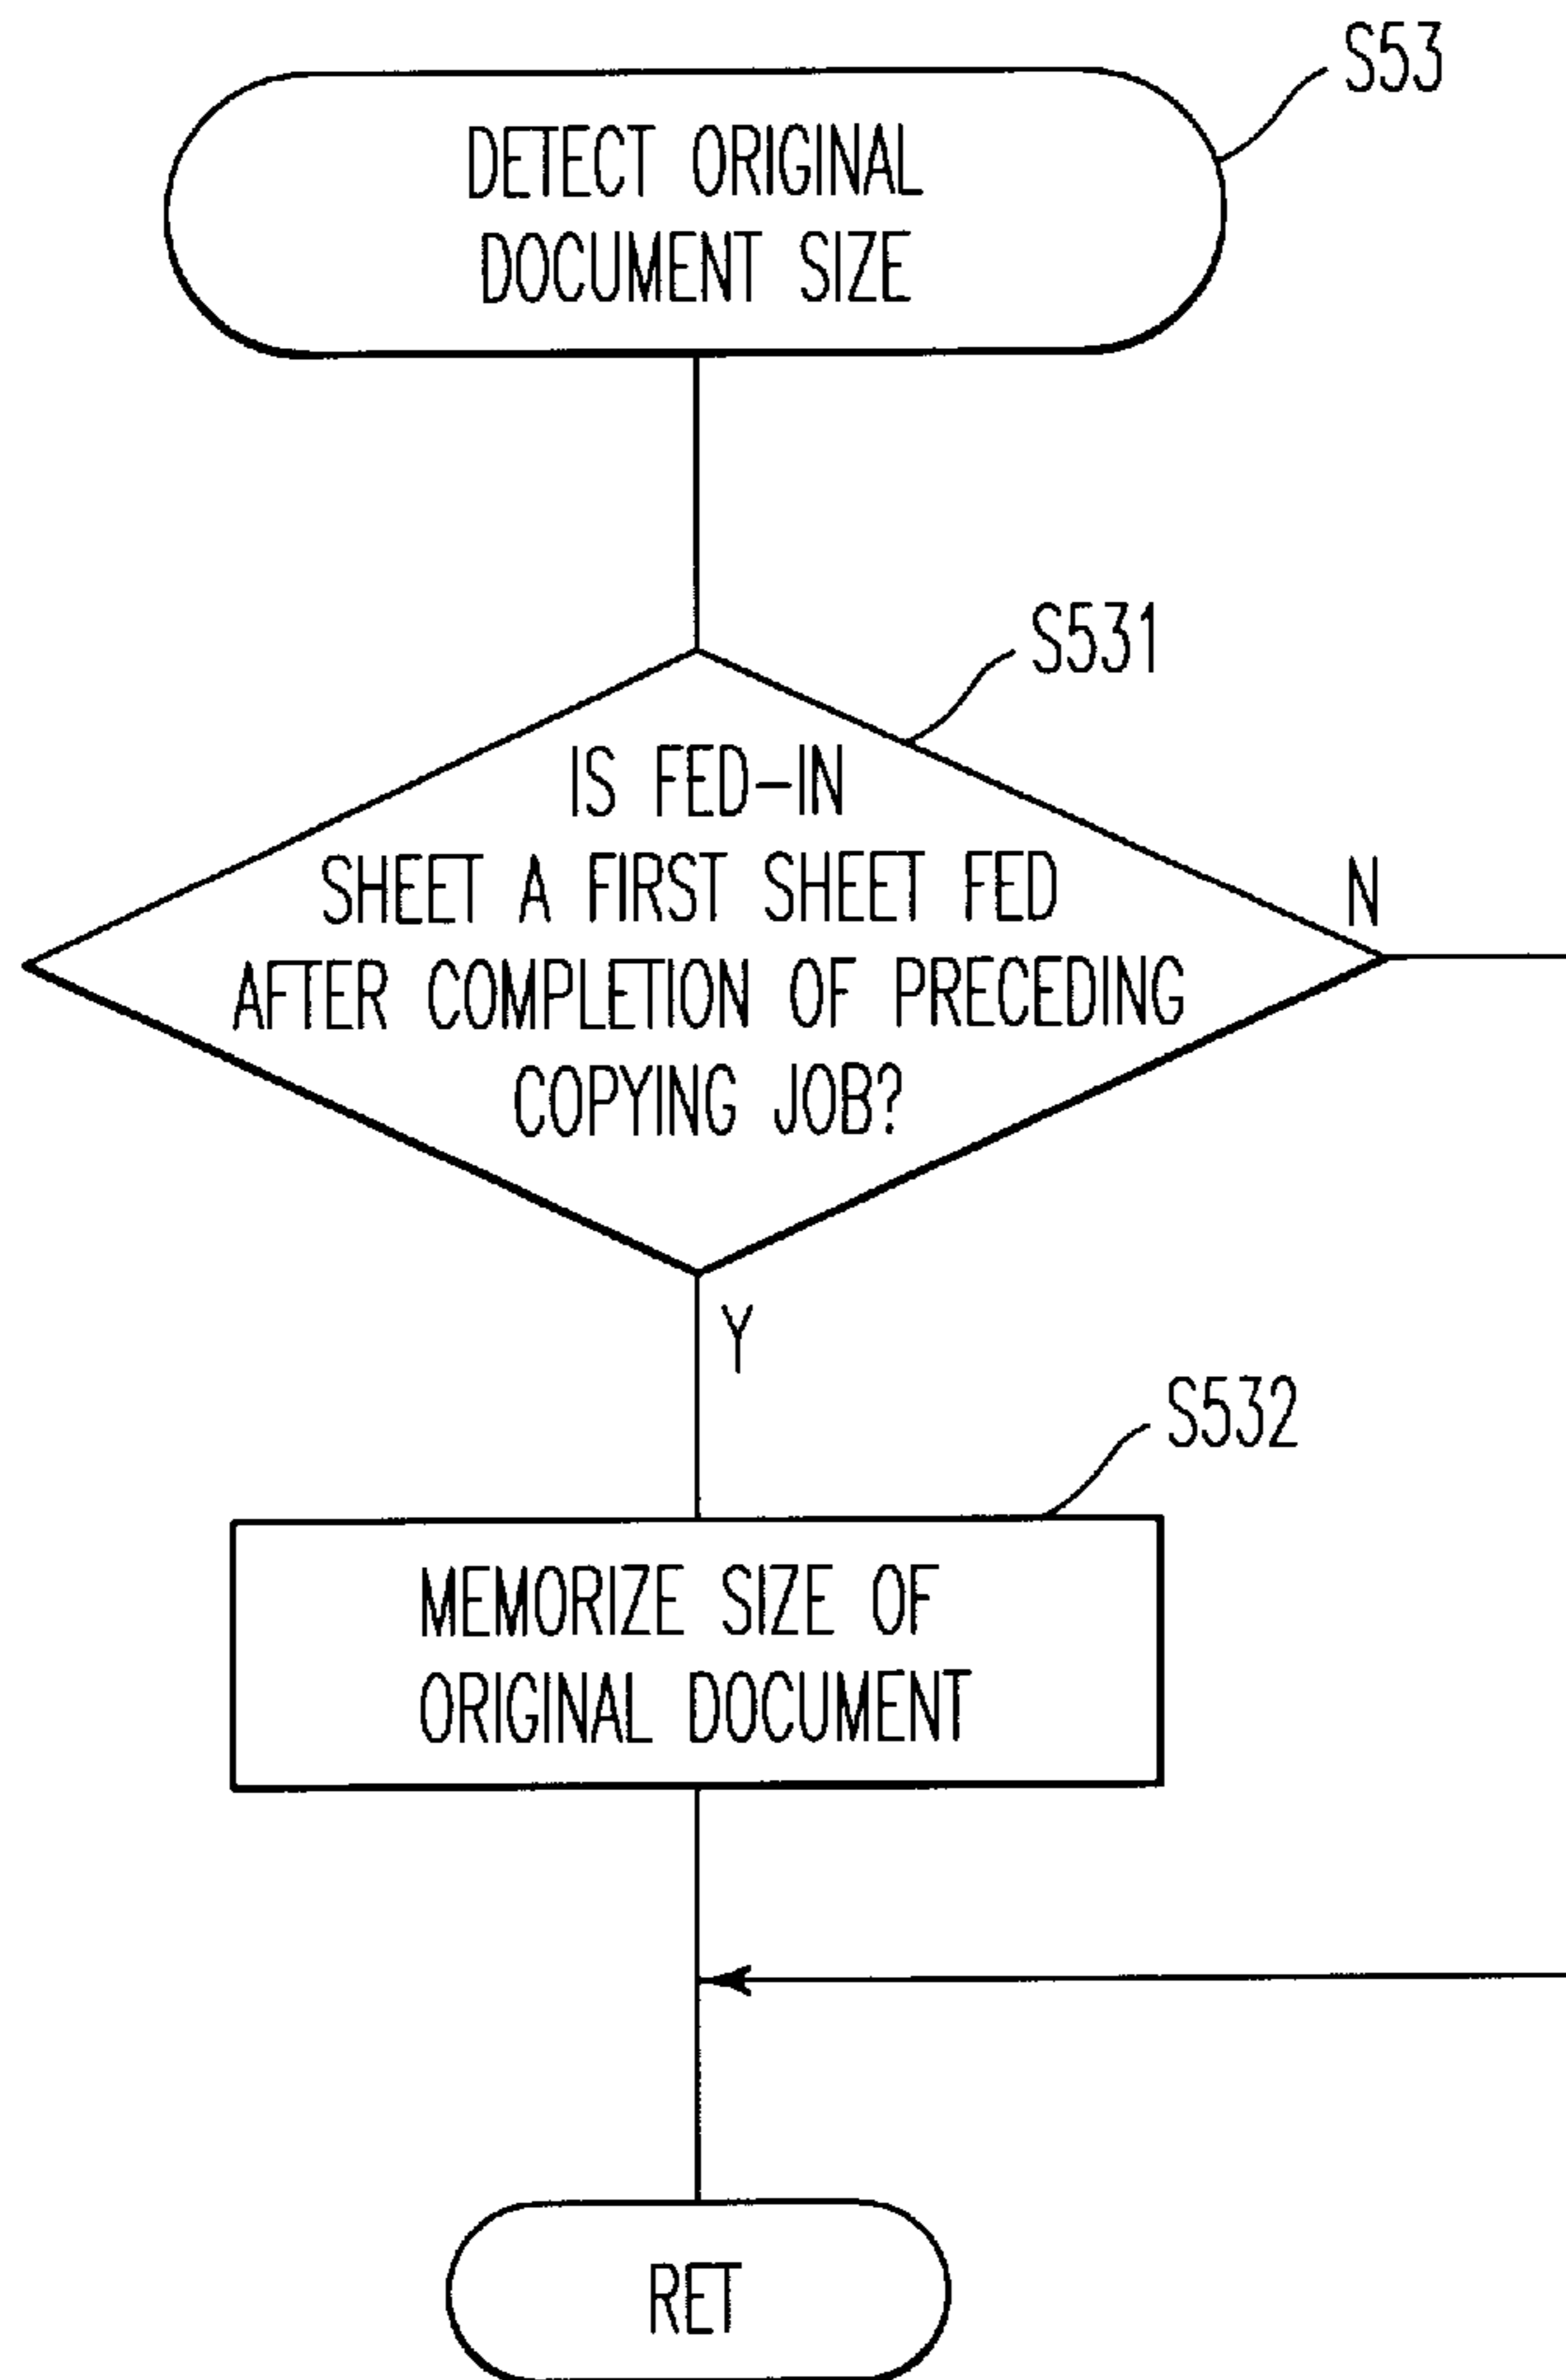 S53
DETECT ORIGINAL
DOCUMENT SIZE
S531
IS FED-IN
SHEET A FIRST SHEET FED
AFTER COMPLETION OF PRECEDING
COPYING JOB?
N
Y
S532
MEMORIZE SIZE OF
ORIGINAL DOCUMENT
RET